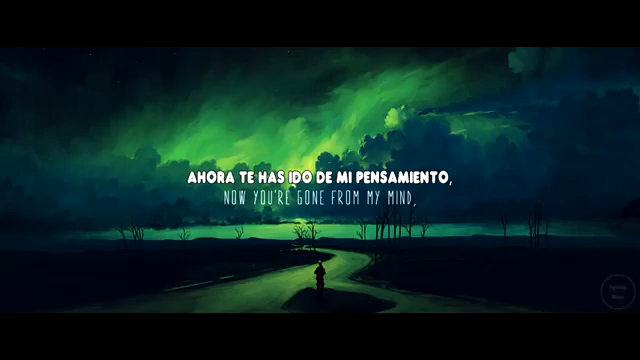 AHORA TE HAS IDO DE MI PENSAMIENTO,
NOW YOU'RE GONE FROM MY MIND,